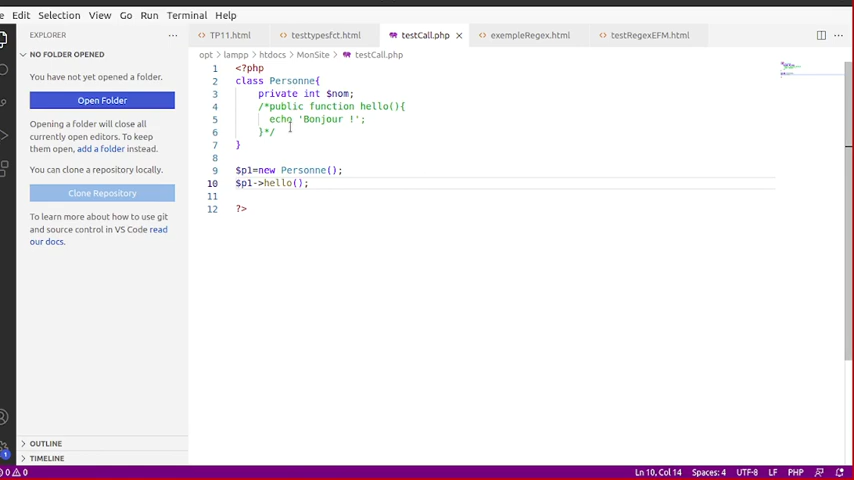 Edit Selection View Go Run Terminal Help
EXPLORER
NO FOLDER OPENED
You have not yet opened a folder.
Open Folder
Opening a folder will close all
currently open editors. To keep
them open, add a folder instead.
You can clone a repository locally.
Clone Repository
To learn more about how to use git
and source control in VS Code read
our docs.
OUTLINE
TIMELINE
TP11.html testtypesfct.html testCall.php exempleRegex.html testRegexEFM.html
opt > lampp > htdocs > MonSite > testCall.php
1 <?php
2 class Personne{
3 private int $nom;
4 /*public function hello(){
5 echo 'Bonjour !';
6 }*/
7 }
8
9 $p1=new Personne();
10 $p1->hello();
11
12 ?>
0 0 Ln 10, Col 14 Spaces: 4 UTF-8 LF PHP
1